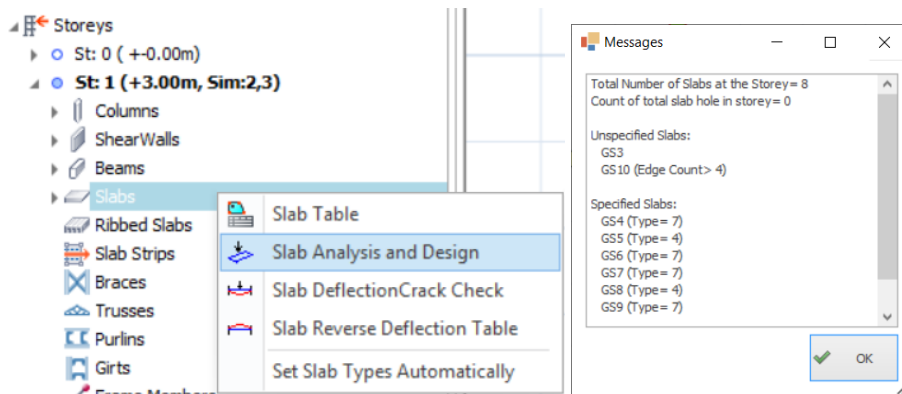 Storeys
St: 0 ( +-0.00m)
St: 1 (+3.00m, Sim:2,3)
Columns
ShearWalls
Beams
Slabs
Ribbed Slabs
Slab Strips
Braces
Trusses
Purlins
Girts
Frame Members
Slab Table
Slab Analysis and Design
Slab DeflectionCrack Check
Slab Reverse Deflection Table
Set Slab Types Automatically
Messages
Total Number of Slabs at the Storey= 8
Count of total slab hole in storey= 0
Unspecified Slabs:
GS3
GS10 (Edge Count> 4)
Specified Slabs:
GS4 (Type= 7)
GS5 (Type= 4)
GS6 (Type= 7)
GS7 (Type= 7)
GS8 (Type= 4)
GS9 (Type= 7)
OK